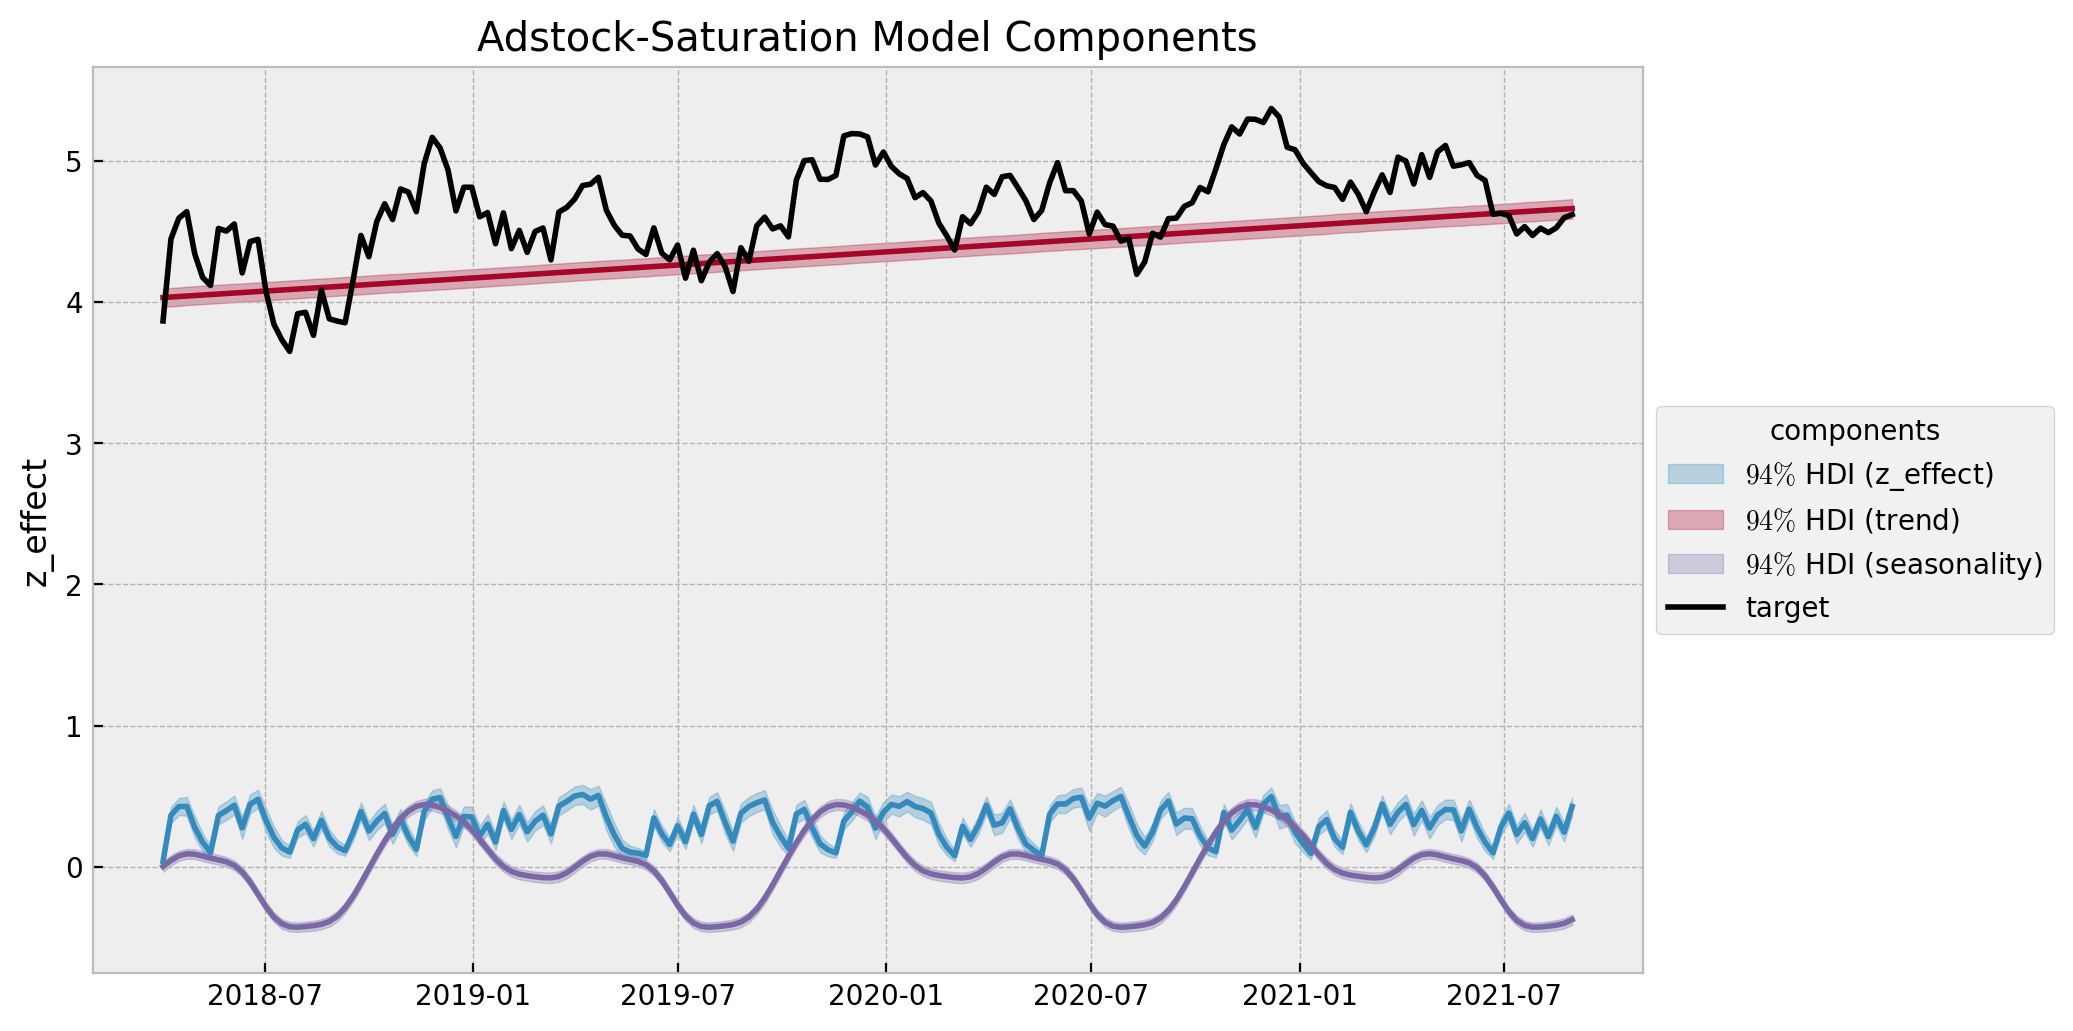 Adstock-Saturation Model Components
z_effect
5
4
3
2
1
0
2018-07 2019-01 2019-07 2020-01 2020-07 2021-01 2021-07
components
94% HDI (z_effect)
94% HDI (trend)
94% HDI (seasonality)
target